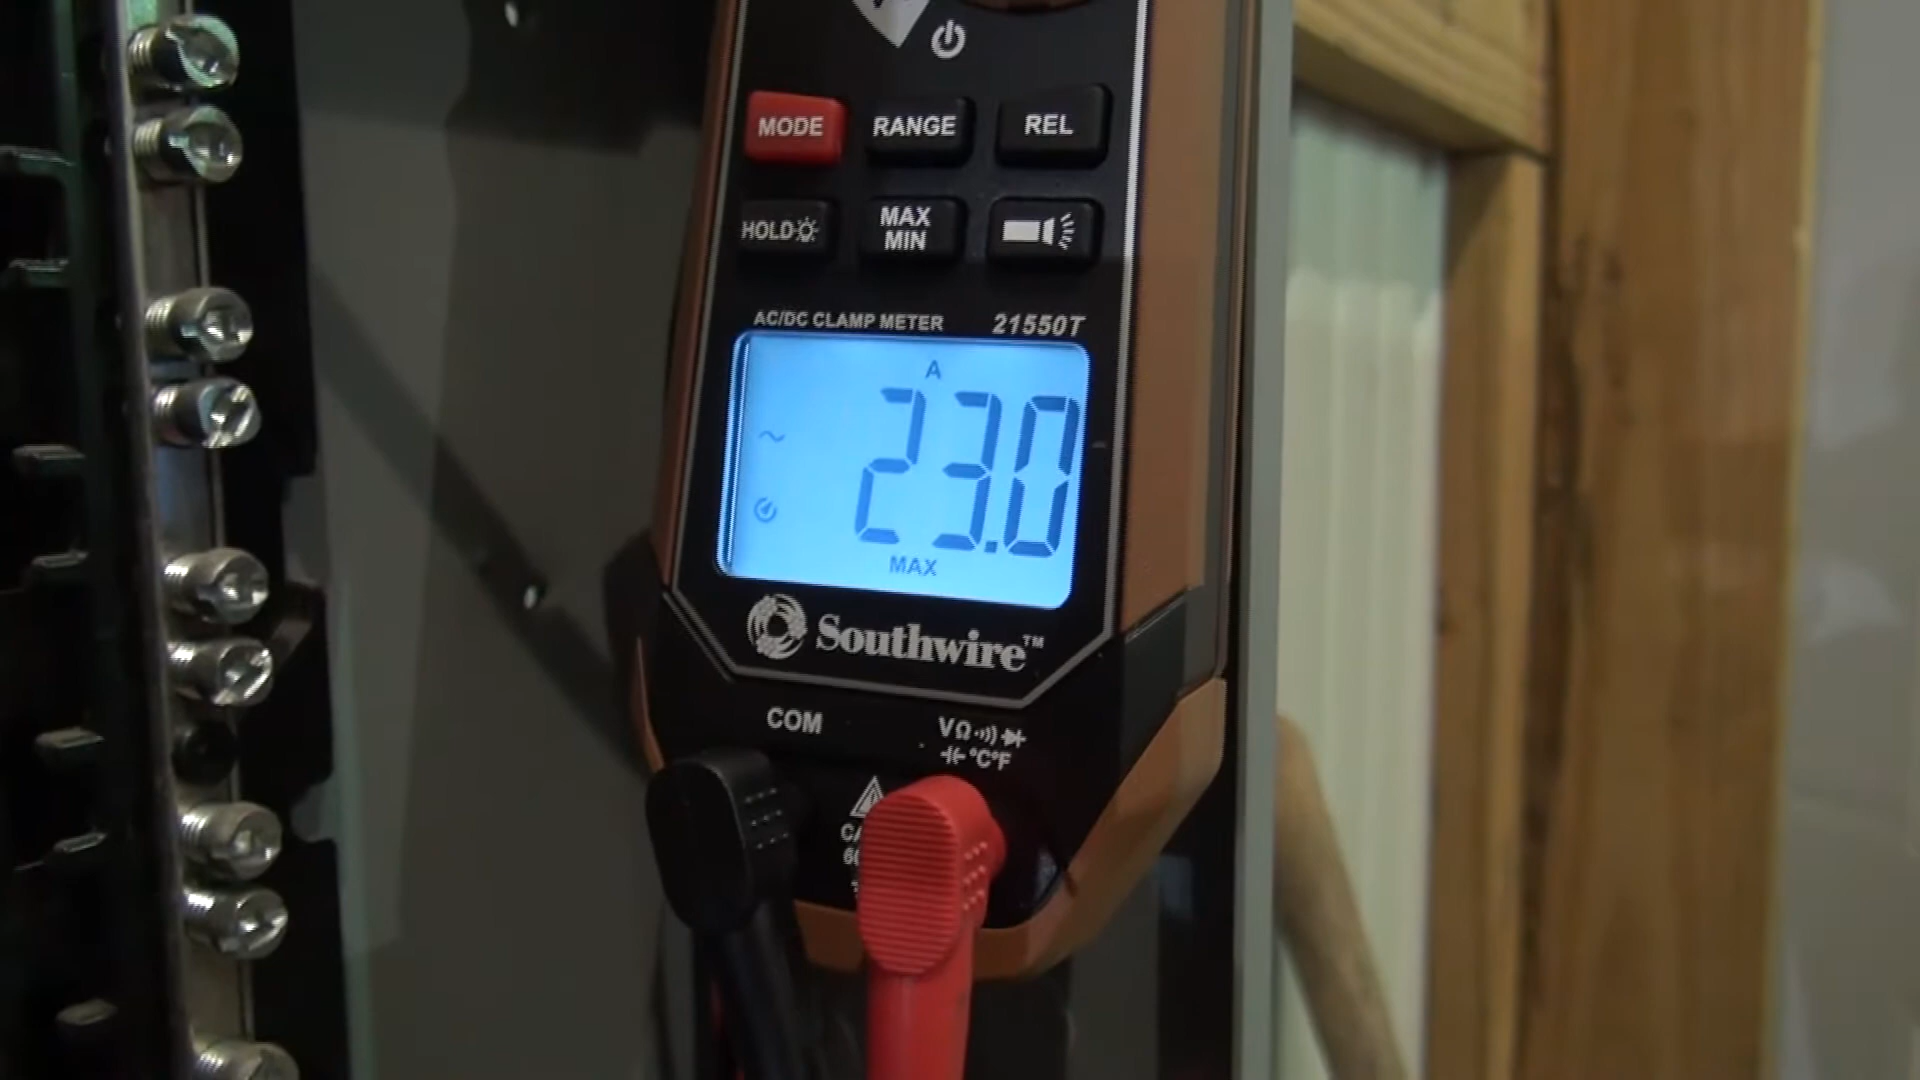 MODE RANGE REL
HOLD MAX
MIN
AC/DC CLAMP METER 21550T
A
23.0
MAX
Southwire™
COM VΩ
°C°F